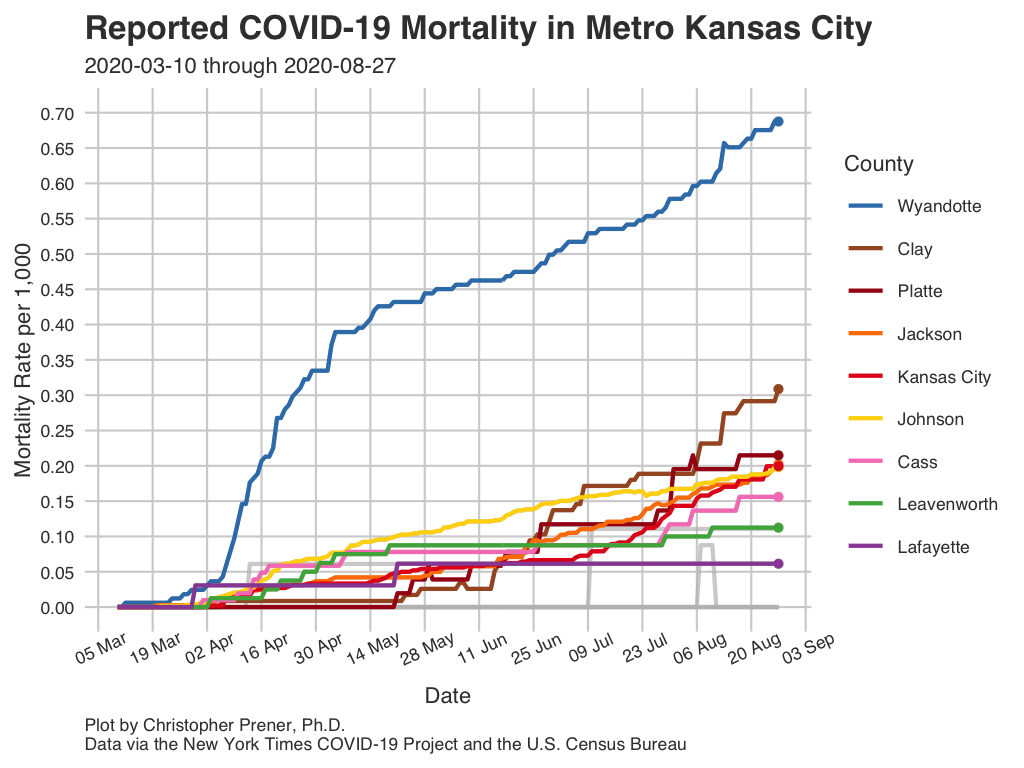 Reported COVID-19 Mortality in Metro Kansas City
2020-03-10 through 2020-08-27
Mortality Rate per 1,000
0.70
0.65
0.60
0.55
0.50
0.45
0.40
0.35
0.30
0.25
0.20
0.15
0.10
0.05
0.00
05 Mar
19 Mar
02 Apr
16 Apr
30 Apr
14 May
28 May
11 Jun
25 Jun
09 Jul
23 Jul
06 Aug
20 Aug
03 Sep
Date
County
Wyandotte
Clay
Platte
Jackson
Kansas City
Johnson
Cass
Leavenworth
Lafayette
Plot by Christopher Prener, Ph.D.
Data via the New York Times COVID-19 Project and the U.S. Census Bureau